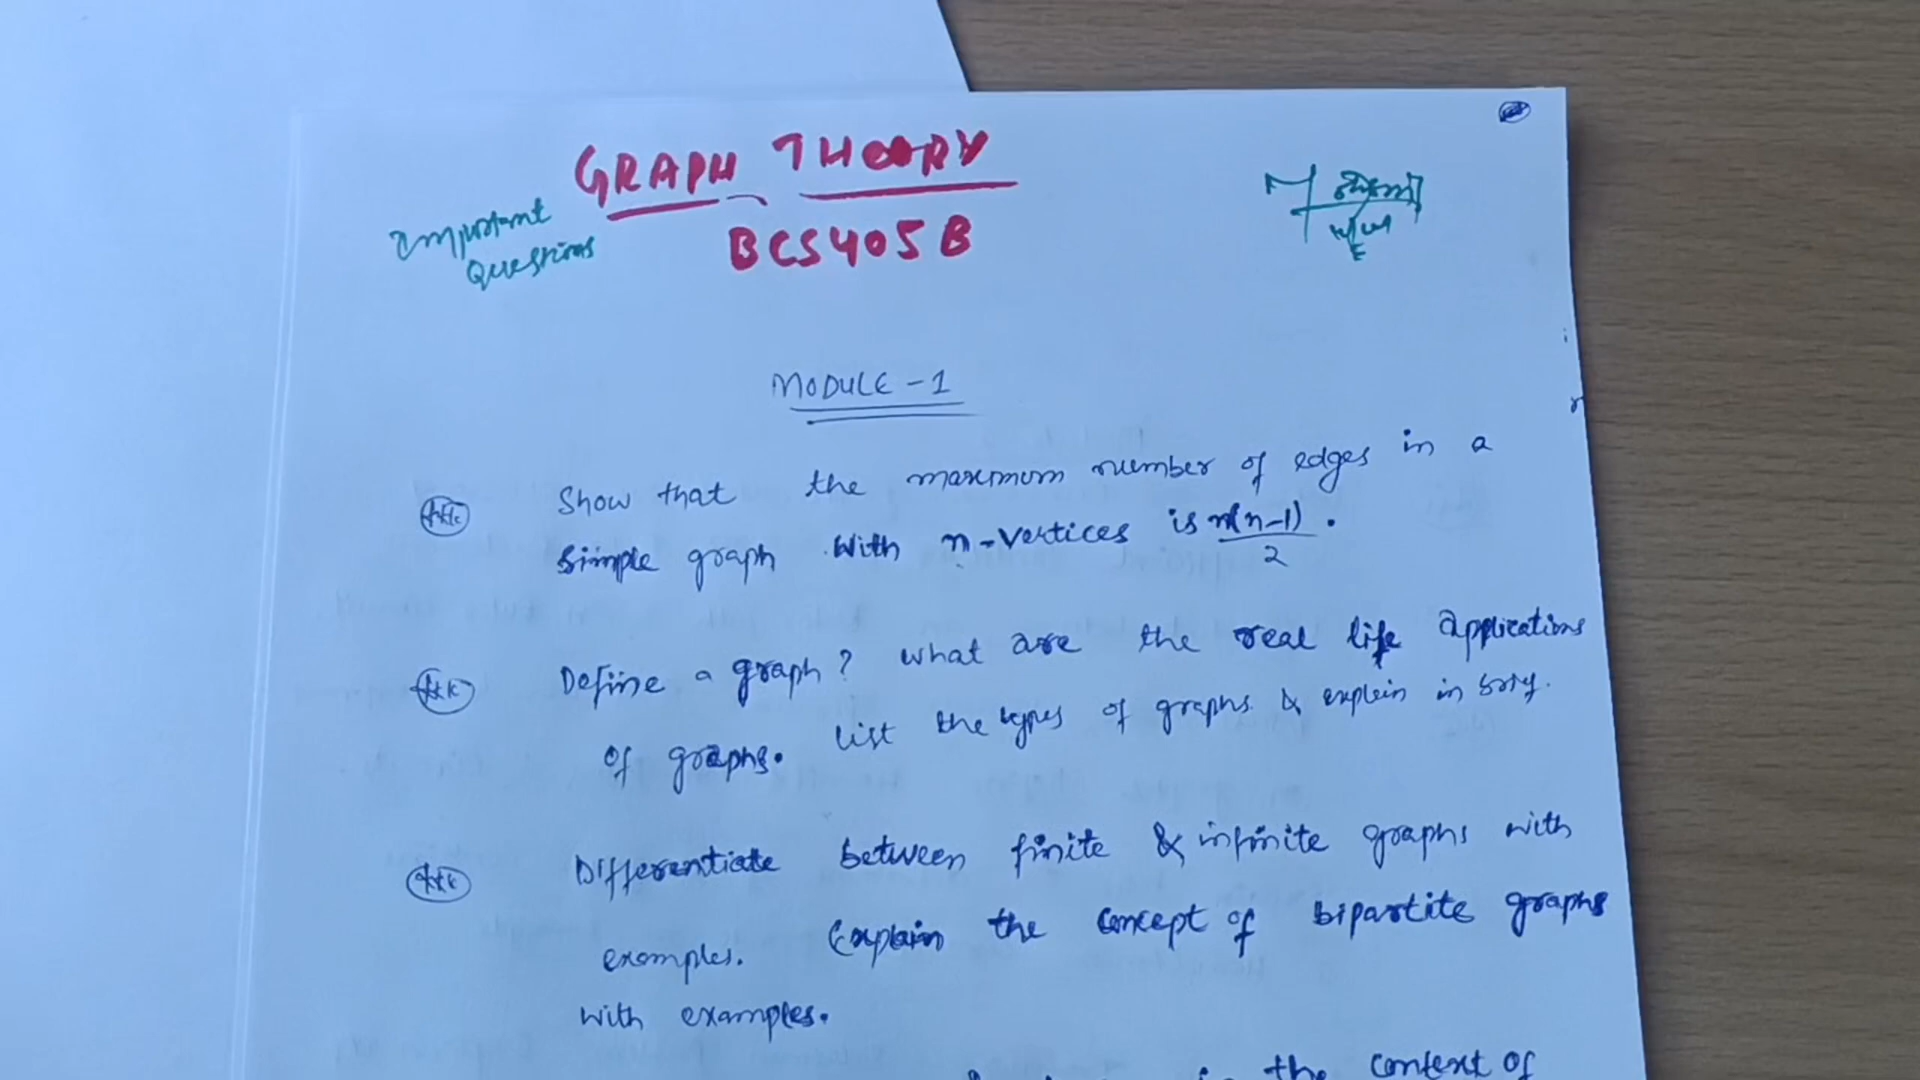 GRAPH THEORY
Important
Questions
BCS405B
MODULE-1
Show that the maximum number of edges in a
simple graph with n-vertices is n(n-1)/2.
Define a graph? What are the real life applications
of graphs. List the types of graphs & explain in
Differentiate between finite & infinite graphs with
examples. Explain the concept of bipartite graphs
with examples.
in the context of